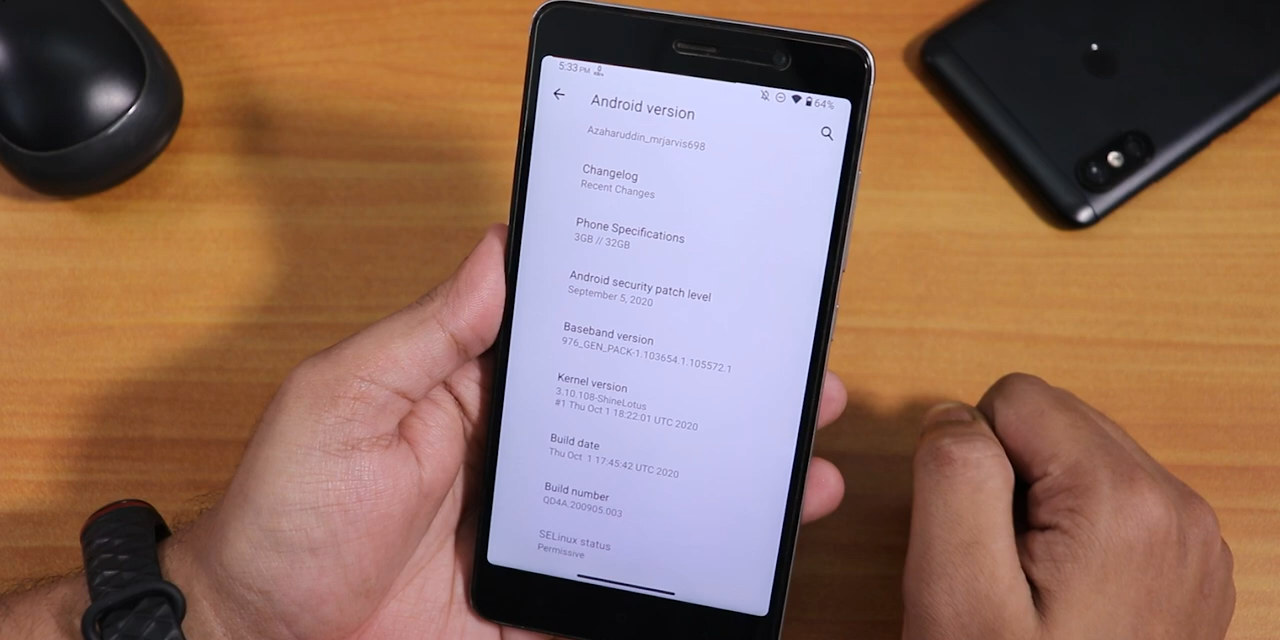 5:33 PM
64%
Android version
Azaharuddin_mrjarvis698
Changelog
Recent Changes
Phone Specifications
3GB // 32GB
Android security patch level
September 5, 2020
Baseband version
976_GEN_PACK-1.103654.1.105572.1
Kernel version
3.10.108-ShineLotus
#1 Thu Oct 1 18:22:01 UTC 2020
Build date
Thu Oct 1 17:45:42 UTC 2020
Build number
QD4A.200905.003
SELinux status
Permissive